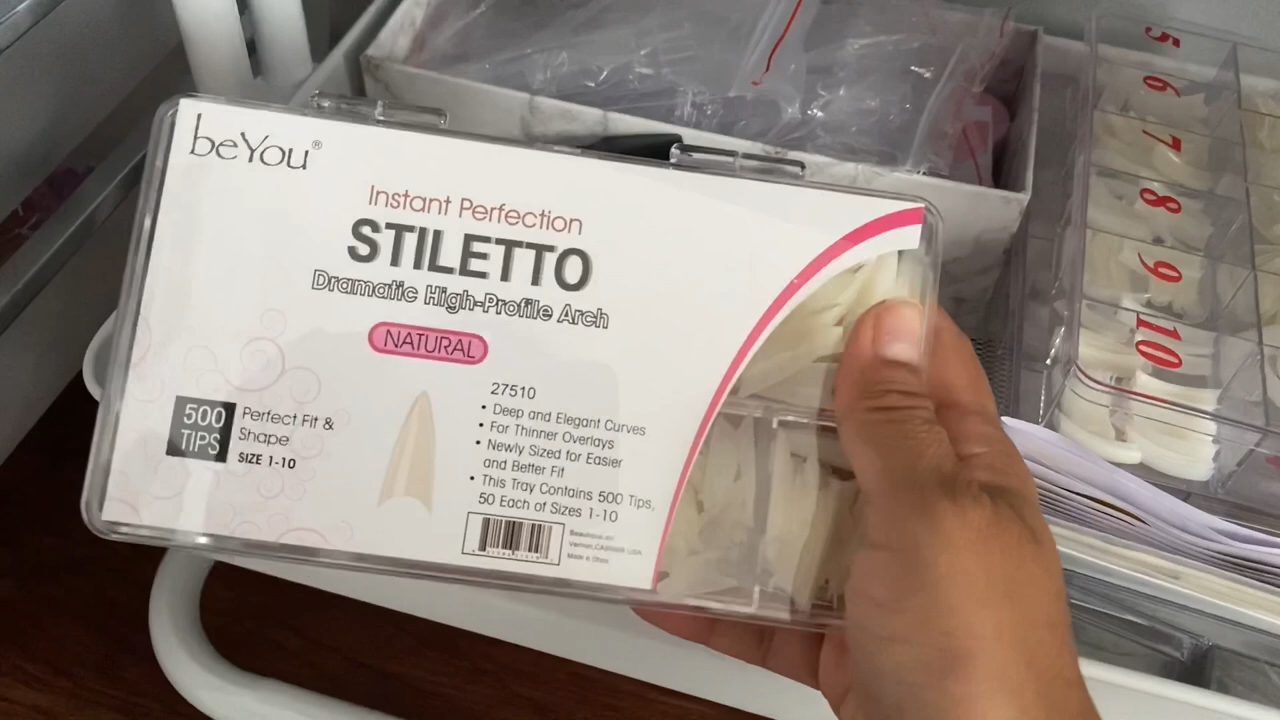 beYou®
Instant Perfection
STILETTO
Dramatic High-Profile Arch
NATURAL
500
TIPS
Perfect Fit &
Shape
SIZE 1-10
27510
• Deep and Elegant Curves
• For Thinner Overlays
• Newly Sized for Easier
and Better Fit
• This Tray Contains 500 Tips,
50 Each of Sizes 1-10
5
6
7
8
9
10